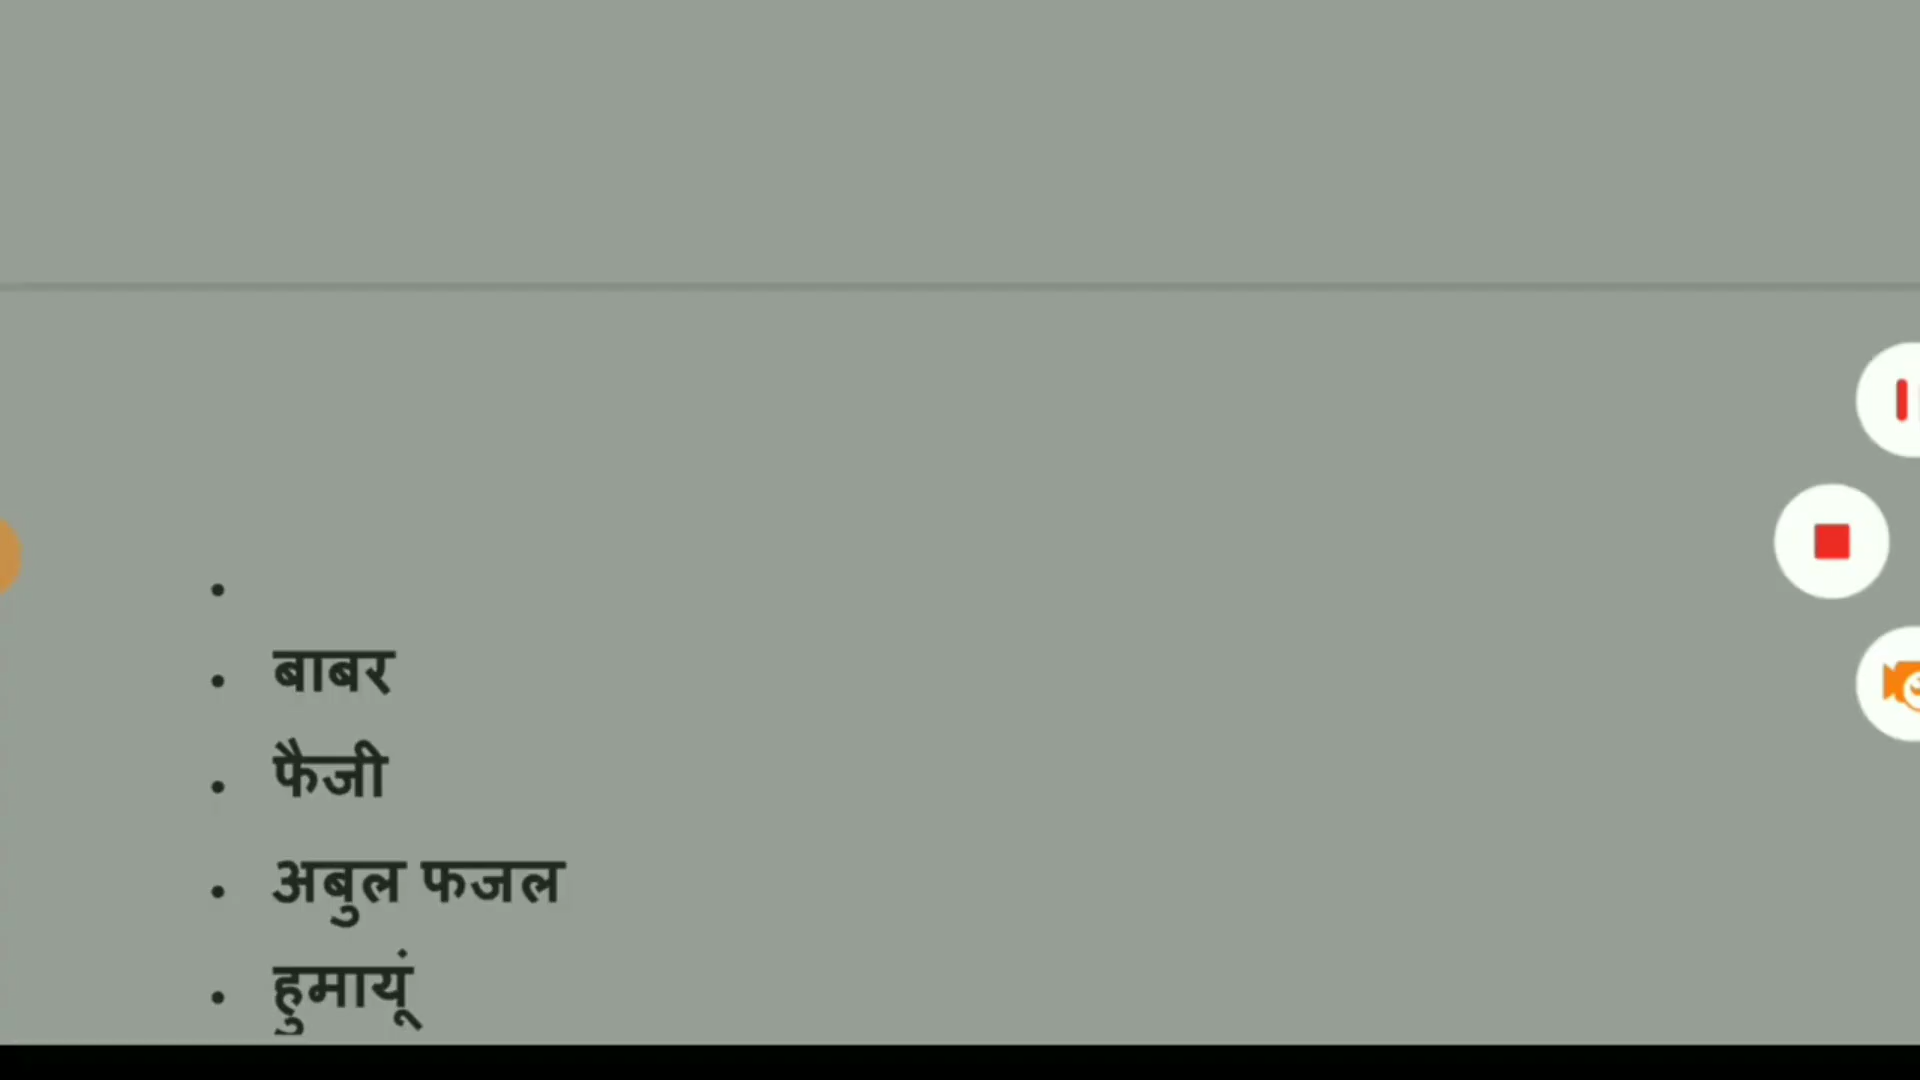 •
• बाबर
• फैजी
• अबुल फजल
• हुमायूं